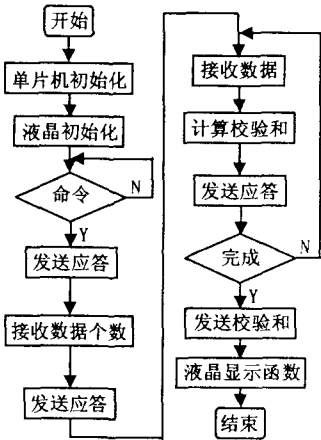 开始
单片机初始化
液晶初始化
命令
N
Y
发送应答
接收数据个数
发送应答
接收数据
计算校验和
发送应答
完成
N
Y
发送校验和
液晶显示函数
结束